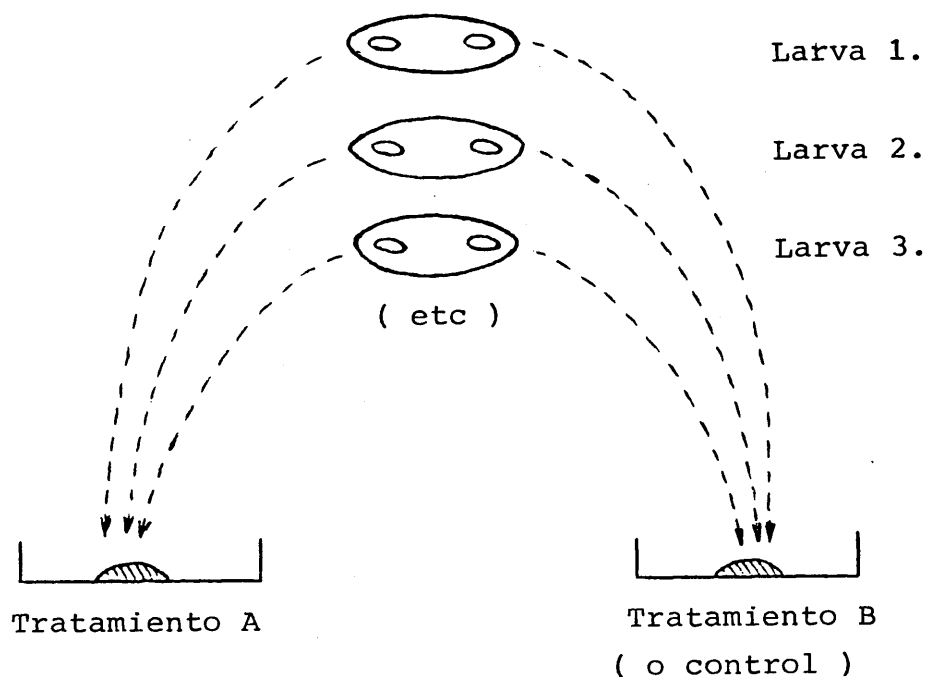 Larva 1.
Larva 2.
Larva 3.
( etc )
Tratamiento A
Tratamiento B
( o control )